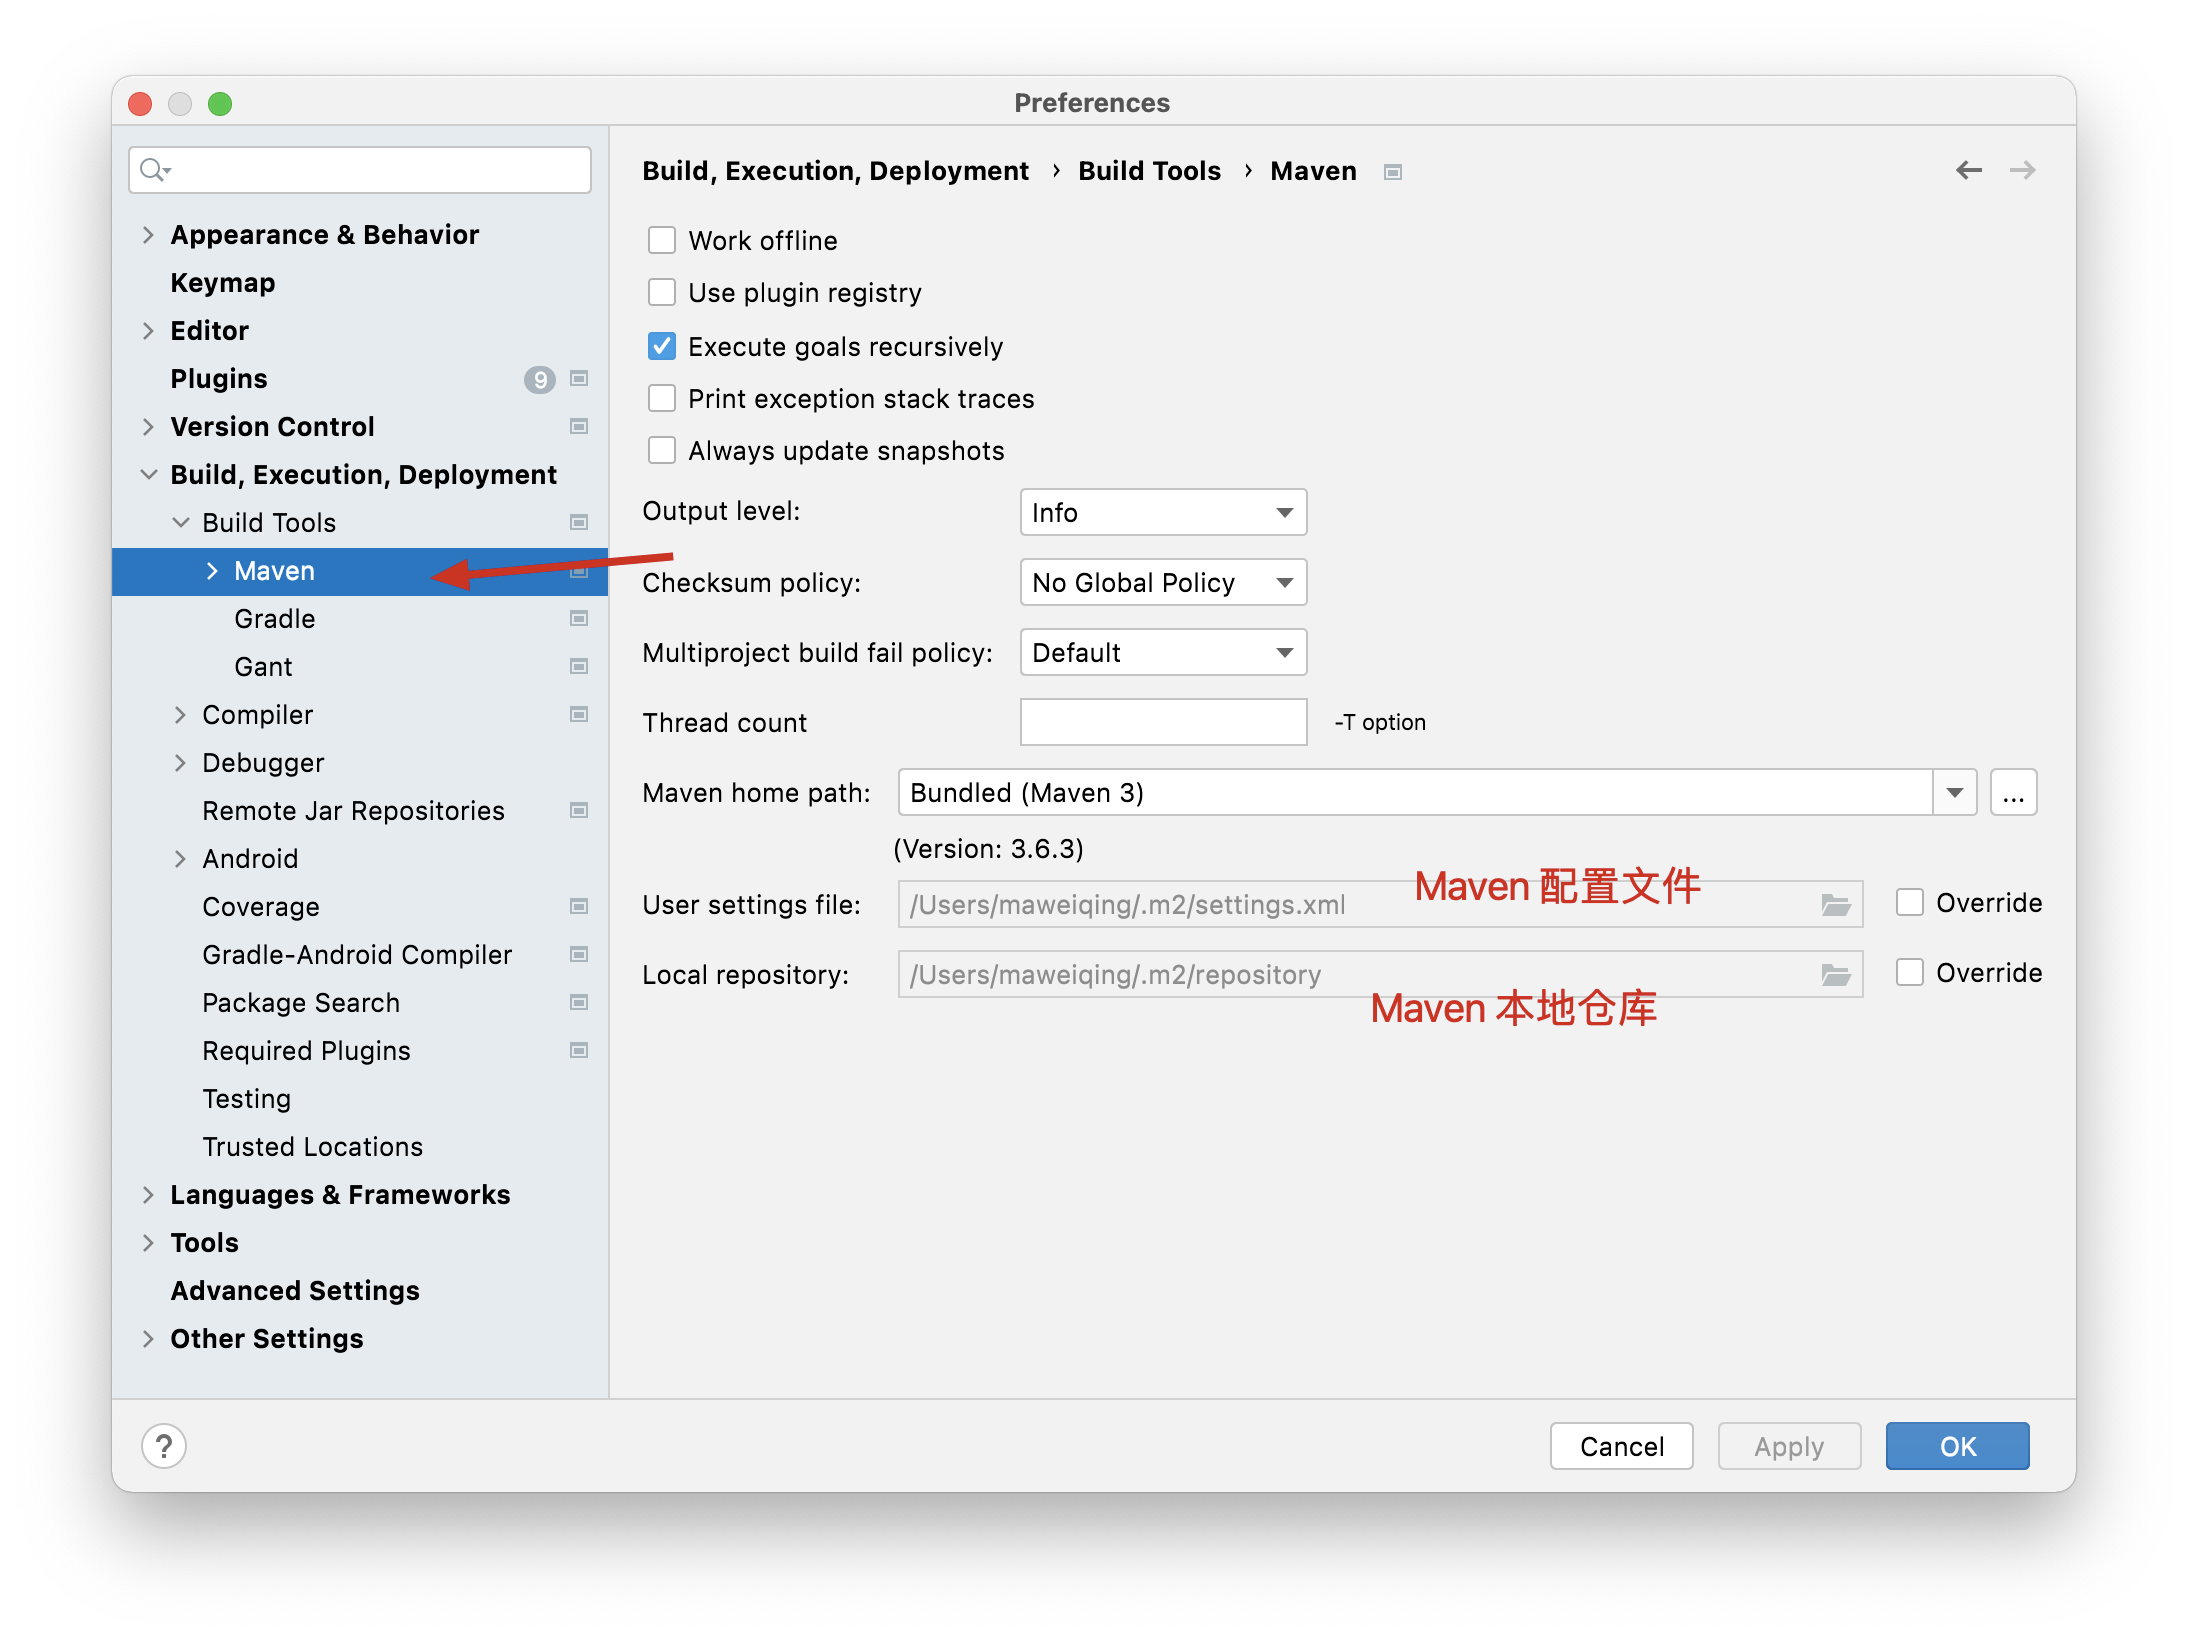 Preferences
Appearance & Behavior
Keymap
Editor
Plugins 9
Version Control
Build, Execution, Deployment
Build Tools
Maven
Gradle
Gant
Compiler
Debugger
Remote Jar Repositories
Android
Coverage
Gradle-Android Compiler
Package Search
Required Plugins
Testing
Trusted Locations
Languages & Frameworks
Tools
Advanced Settings
Other Settings
Build, Execution, Deployment › Build Tools › Maven
Work offline
Use plugin registry
Execute goals recursively
Print exception stack traces
Always update snapshots
Output level: Info
Checksum policy: No Global Policy
Multiproject build fail policy: Default
Thread count -T option
Maven home path: Bundled (Maven 3) ...
(Version: 3.6.3)
Maven 配置文件
User settings file: /Users/maweiqing/.m2/settings.xml Override
Local repository: /Users/maweiqing/.m2/repository Override
Maven 本地仓库
? Cancel Apply OK